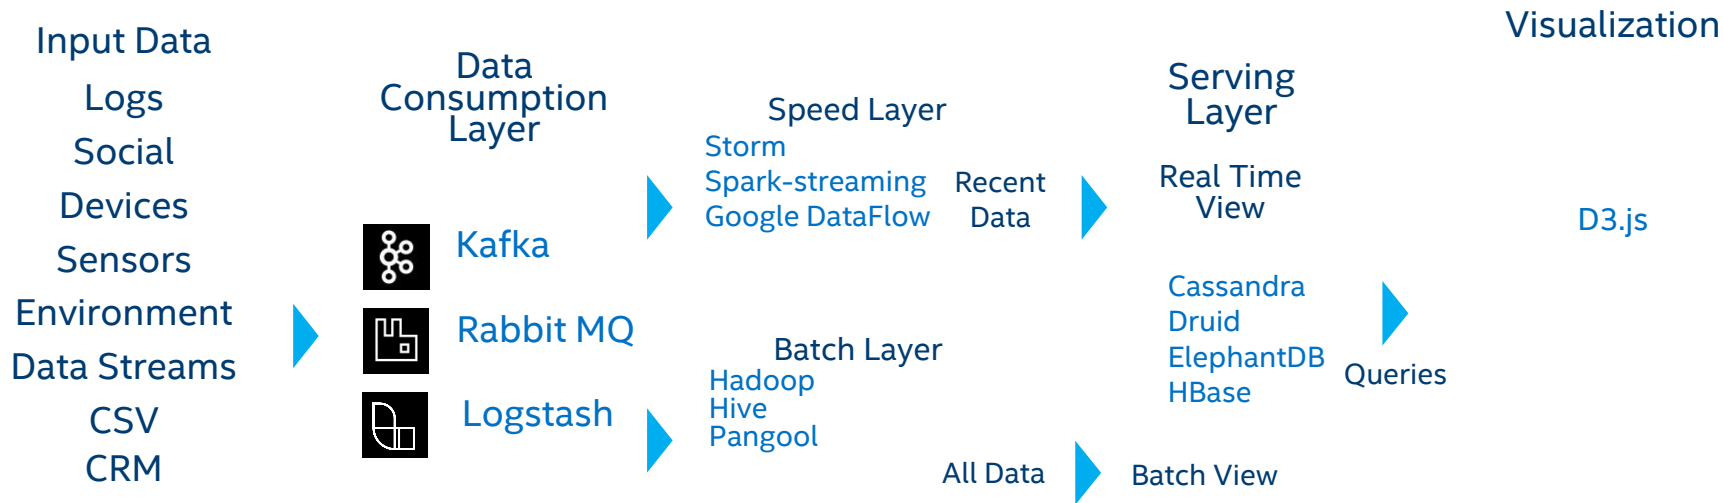 Input Data
Logs
Social
Devices
Sensors
Environment
Data Streams
CSV
CRM
Data
Consumption
Layer
Kafka
Rabbit MQ
Logstash
Speed Layer
Storm
Spark-streaming
Google DataFlow
Recent
Data
Batch Layer
Hadoop
Hive
Pangool
All Data
Serving
Layer
Real Time
View
Cassandra
Druid
ElephantDB
HBase
Queries
Batch View
Visualization
D3.js